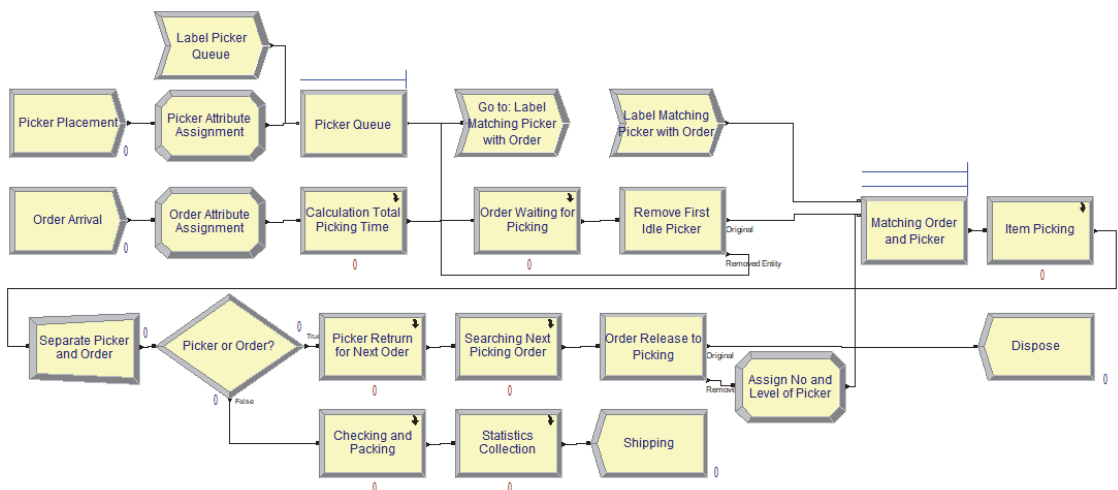 Label Picker
Queue
Picker Placement
0
Picker Attribute
Assignment
Picker Queue
Go to: Label
Matching Picker
with Order
Label Matching
Picker with Order
Order Arrival
0
Order Attribute
Assignment
Calculation Total
Picking Time
0
Order Waiting for
Picking
0
Remove First
Idle Picker
Original
Removed Entity
Matching Order
and Picker
Item Picking
0
Separate Picker
and Order
0
Picker or Order?
0
True
0
False
Picker Retrurn
for Next Oder
0
Searching Next
Picking Order
0
Order Release to
Picking
Original
Remove
Assign No and
Level of Picker
Dispose
0
Checking and
Packing
0
Statistics
Collection
0
Shipping
0